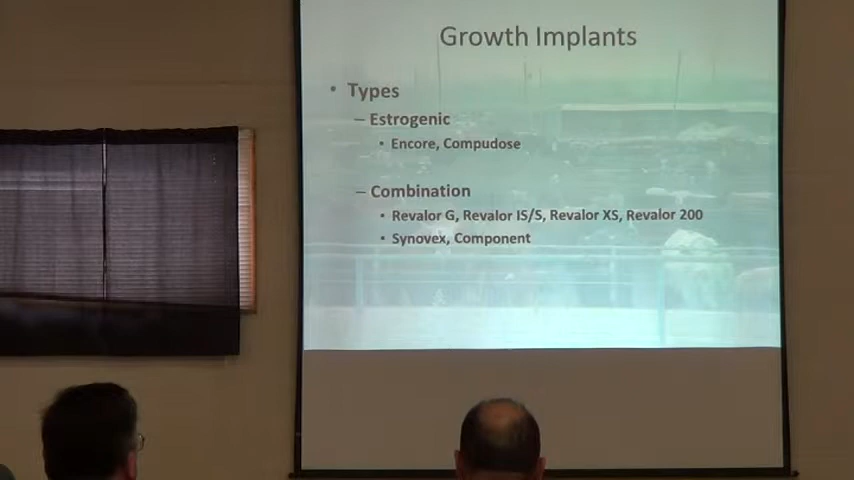 Growth Implants
• Types
– Estrogenic
• Encore, Compudose
– Combination
• Revalor G, Revalor IS/S, Revalor XS, Revalor 200
• Synovex, Component